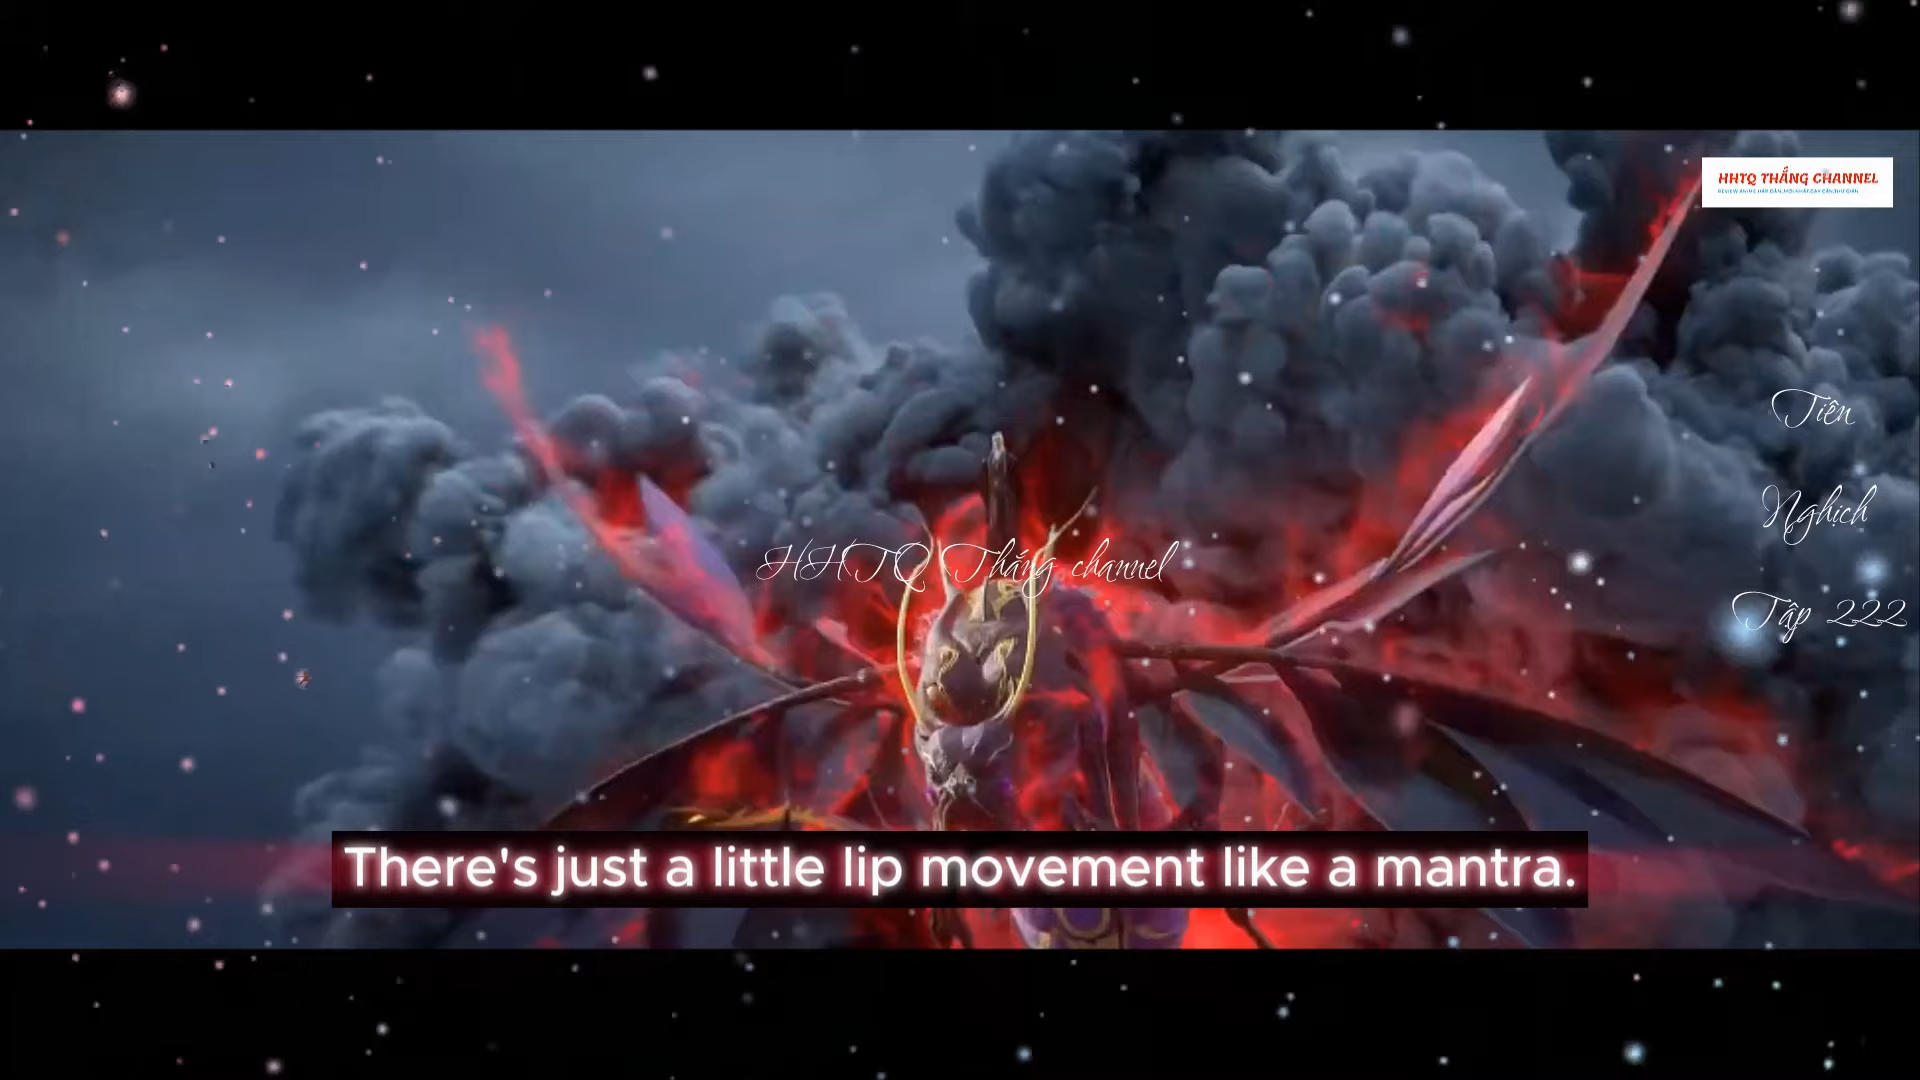 HHTQ THẮNG CHANNEL
Tiên
Nghịch
HHTQ Thắng channel
Tập 222
There's just a little lip movement like a mantra.